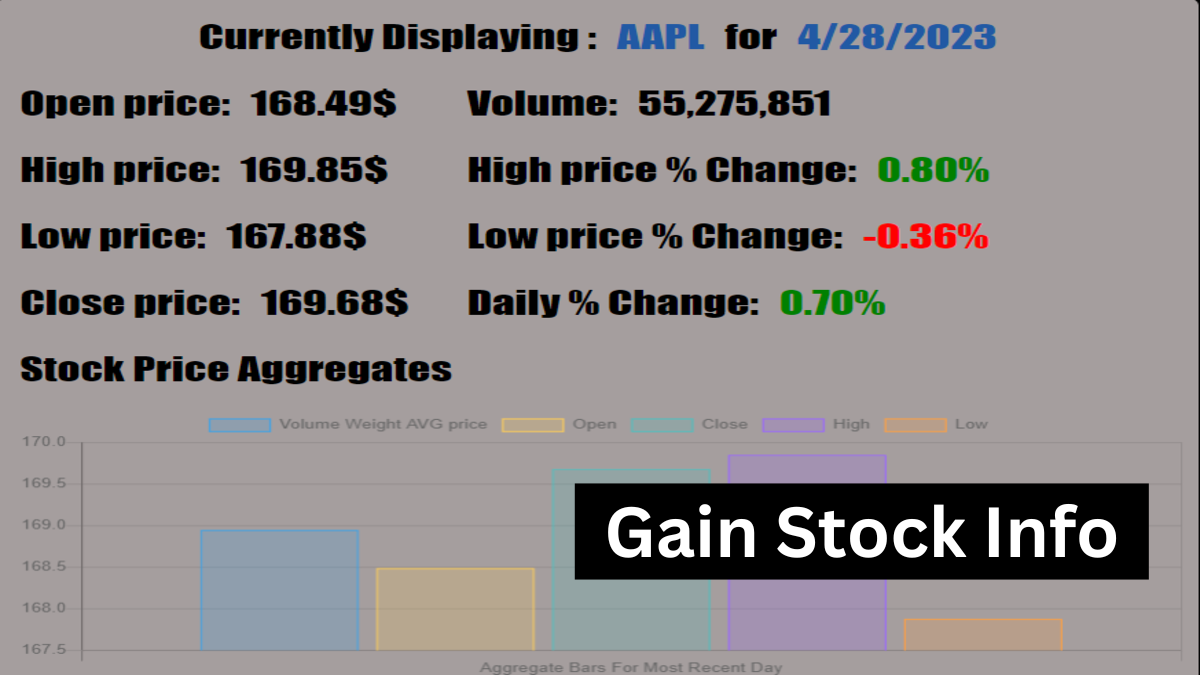 Currently Displaying : AAPL for 4/28/2023
Open price: 168.49$ Volume: 55,275,851
High price: 169.85$ High price % Change: 0.80%
Low price: 167.88$ Low price % Change: -0.36%
Close price: 169.68$ Daily % Change: 0.70%
Stock Price Aggregates
Volume Weight AVG price Open Close High Low
170.0
169.5
169.0
Gain Stock Info
168.5
168.0
167.5
Aggregate Bars For Most Recent Day